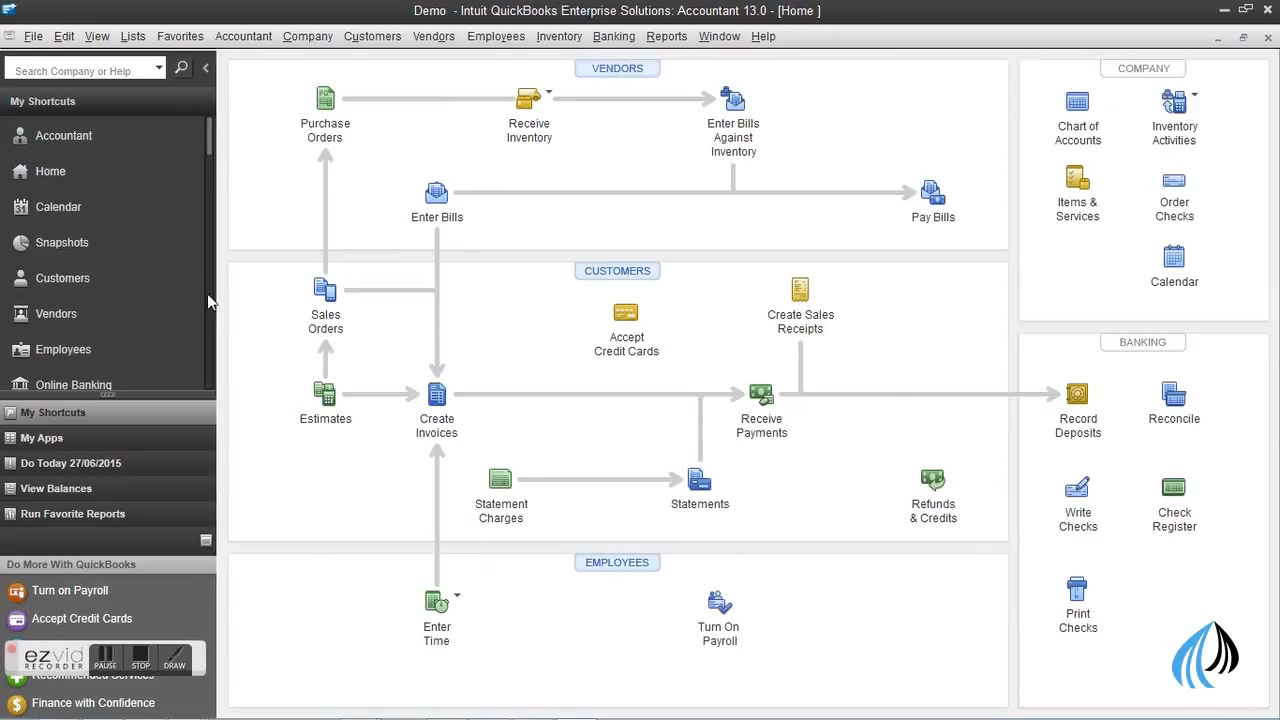 Demo - Intuit QuickBooks Enterprise Solutions: Accountant 13.0 - [Home ]
File Edit View Lists Favorites Accountant Company Customers Vendors Employees Inventory Banking Reports Window Help
Search Company or Help
My Shortcuts
Accountant
Home
Calendar
Snapshots
Customers
Vendors
Employees
Online Banking
My Shortcuts
My Apps
Do Today 27/06/2015
View Balances
Run Favorite Reports
Do More With QuickBooks
Turn on Payroll
Accept Credit Cards
ezvid
RECORDER
PAUSE STOP DRAW
Recommended Services
Finance with Confidence
VENDORS
Purchase
Orders
Receive
Inventory
Enter Bills
Against
Inventory
Enter Bills
Pay Bills
CUSTOMERS
Sales
Orders
Accept
Credit Cards
Create Sales
Receipts
Estimates
Create
Invoices
Receive
Payments
Statement
Charges
Statements
Refunds
& Credits
EMPLOYEES
Enter
Time
Turn On
Payroll
COMPANY
Chart of
Accounts
Inventory
Activities
Items &
Services
Order
Checks
Calendar
BANKING
Record
Deposits
Reconcile
Write
Checks
Check
Register
Print
Checks